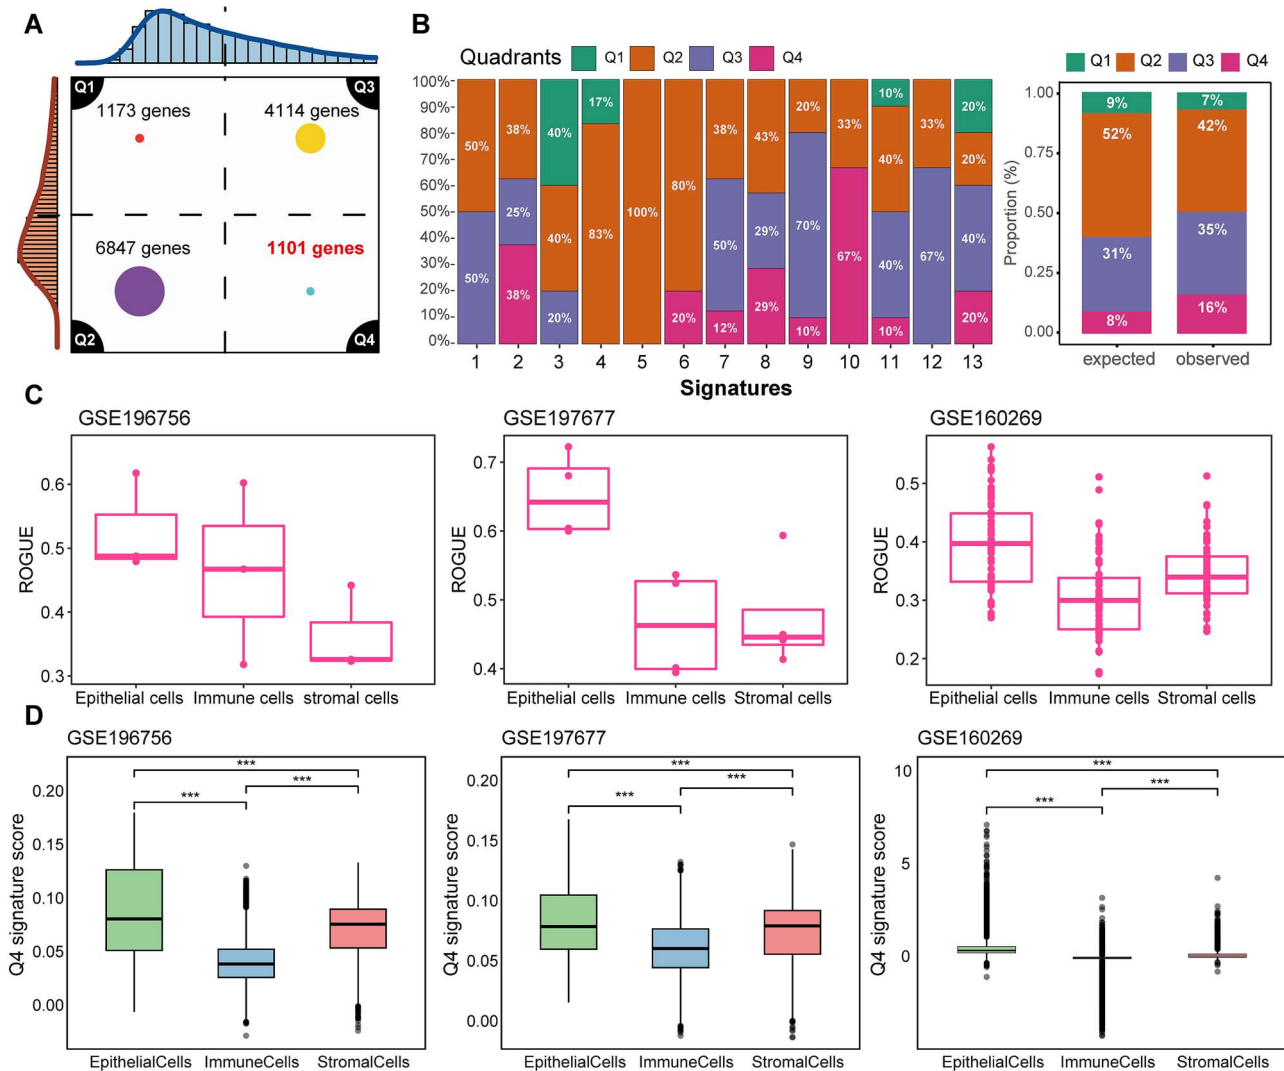 A
Q1
Q3
1173 genes
4114 genes
6847 genes
1101 genes
Q2
Q4
B
Quadrants Q1 Q2 Q3 Q4
100%
90%
80%
70%
60%
50%
40%
30%
20%
10%
0%
50%
50%
38%
25%
38%
40%
40%
20%
17%
83%
100%
80%
20%
38%
50%
12%
43%
29%
29%
20%
70%
10%
33%
67%
10%
40%
40%
10%
33%
67%
20%
20%
40%
20%
1 2 3 4 5 6 7 8 9 10 11 12 13
Signatures
Q1 Q2 Q3 Q4
Proportion (%)
1.00
0.75
0.50
0.25
0.00
9%
52%
31%
8%
7%
42%
35%
16%
expected observed
C
GSE196756
ROGUE
0.6
0.5
0.4
0.3
Epithelial cells Immune cells stromal cells
GSE197677
ROGUE
0.7
0.6
0.5
0.4
Epithelial cells Immune Cells Stromal Cells
GSE160269
ROGUE
0.5
0.4
0.3
0.2
Epithelial cells Immune cells Stromal cells
D
GSE196756
Q4 signature score
0.20
0.15
0.10
0.05
0.00
***
***
***
EpithelialCells ImmuneCells StromalCells
GSE197677
Q4 signature score
0.20
0.15
0.10
0.05
0.00
***
***
***
EpithelialCells ImmuneCells StromalCells
GSE160269
Q4 signature score
10
5
0
***
***
***
EpithelialCells ImmuneCells StromalCells